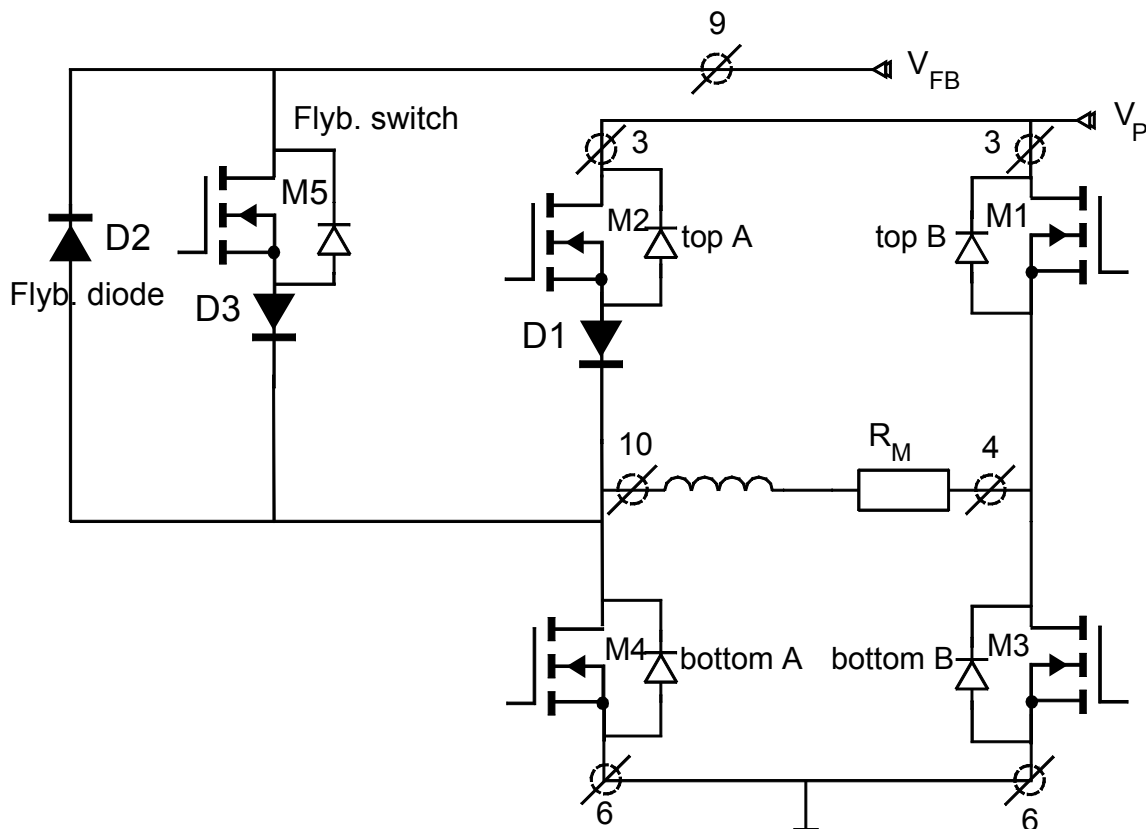 9
V_FB
Flyb. switch
3
3
V_P
M5
M2
top A
top B
M1
D2
Flyb. diode
D3
D1
10
R_M
4
M4
bottom A
bottom B
M3
6
6